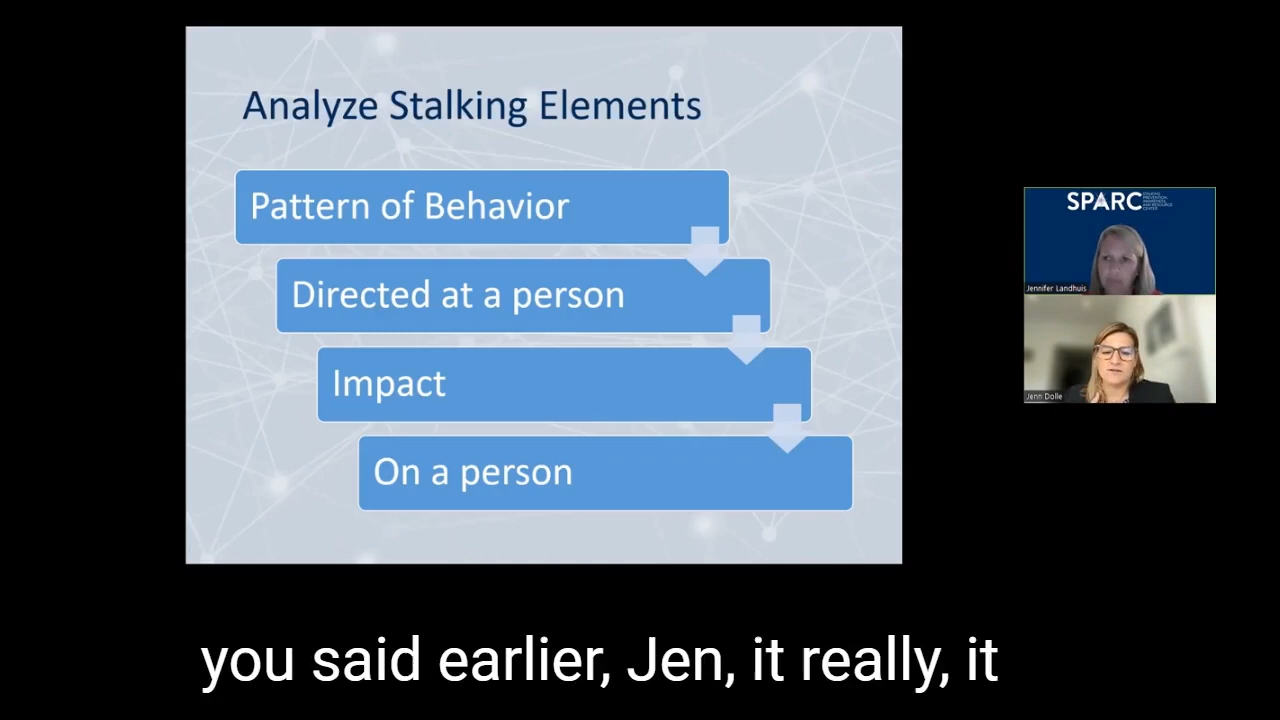 Analyze Stalking Elements
Pattern of Behavior
Directed at a person
Impact
On a person
SPARC
Jennifer Landhuis
Jenn Dolle
you said earlier, Jen, it really, it